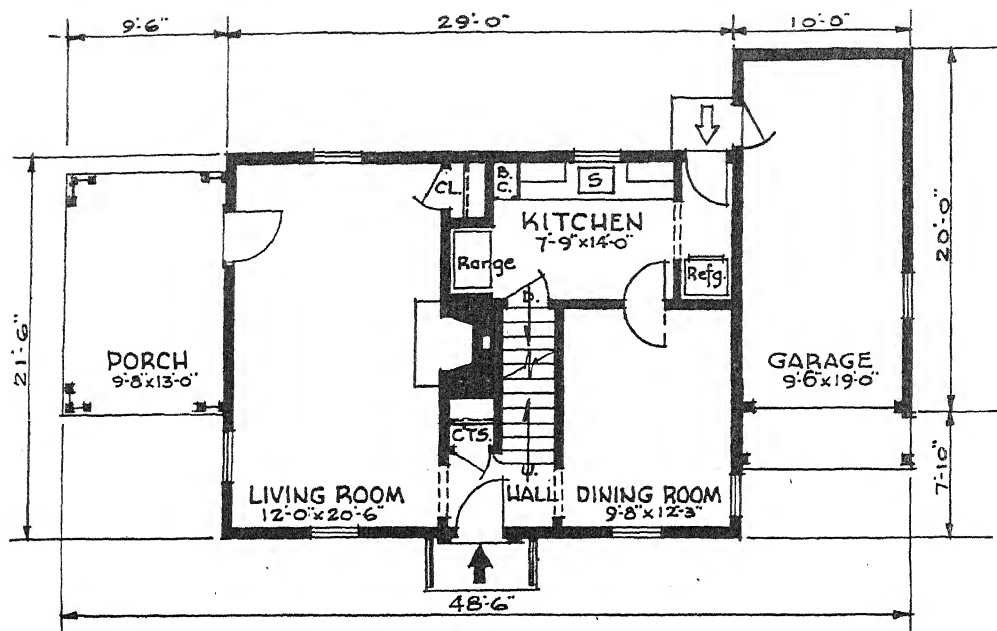 9'-6"
29'-0"
10'-0"
CL.
B.
C.
S
KITCHEN
7'-9"x14'-0"
Range
Refg.
D.
20'-0"
21'-6"
PORCH
9'-8"x13'-0"
GARAGE
9'-6"x19'-0"
CTS.
U.
LIVING ROOM
12'-0"x20'-6"
HALL
DINING ROOM
9'-8"x12'-3"
7'-10"
48'-6"